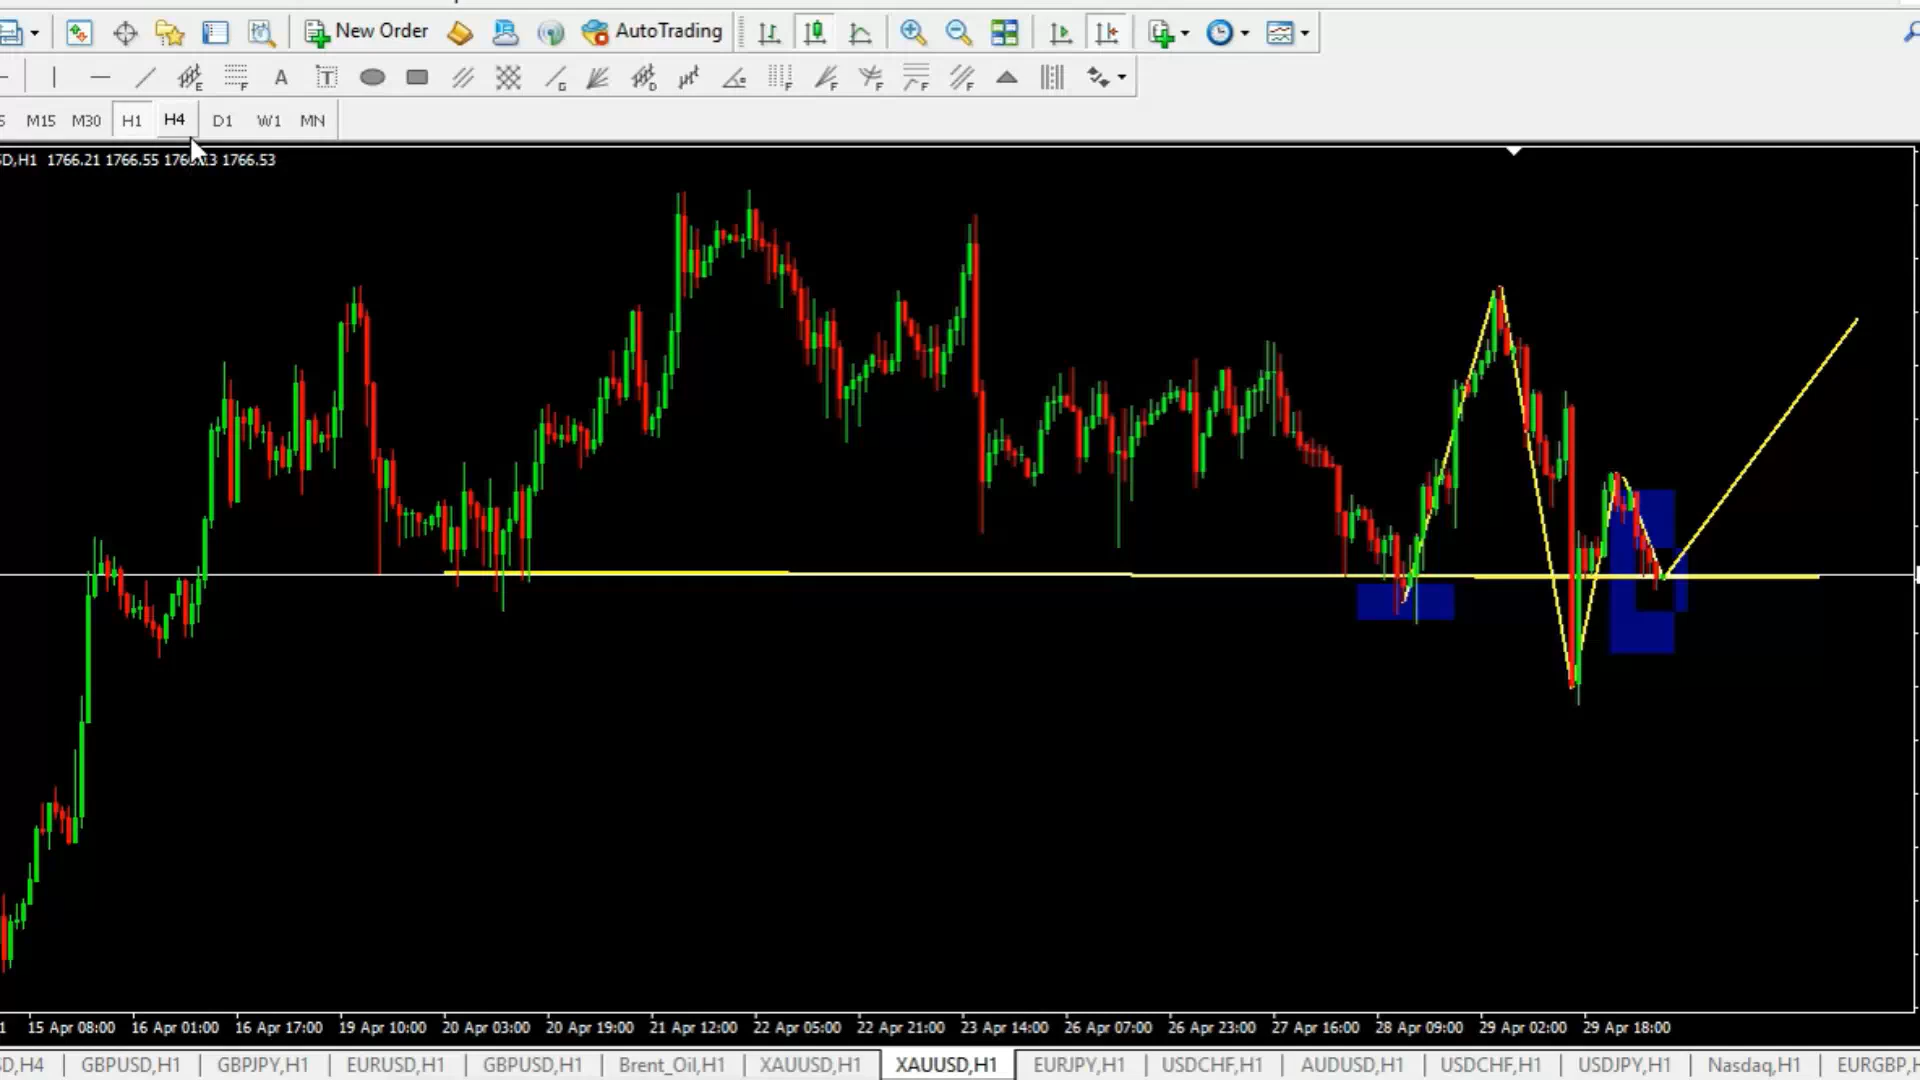 New Order AutoTrading
A T
E F G D F F F F F
5 M15 M30 H1 H4 D1 W1 MN
D,H1 1766.21 1766.55 1766.13 1766.53
1 15 Apr 08:00 16 Apr 01:00 16 Apr 17:00 19 Apr 10:00 20 Apr 03:00 20 Apr 19:00 21 Apr 12:00 22 Apr 05:00 22 Apr 21:00 23 Apr 14:00 26 Apr 07:00 26 Apr 23:00 27 Apr 16:00 28 Apr 09:00 29 Apr 02:00 29 Apr 18:00
D,H4 GBPUSD,H1 GBPJPY,H1 EURUSD,H1 GBPUSD,H1 Brent_Oil,H1 XAUUSD,H1 XAUUSD,H1 EURJPY,H1 USDCHF,H1 AUDUSD,H1 USDCHF,H1 USDJPY,H1 Nasdaq,H1 EURGBP,H